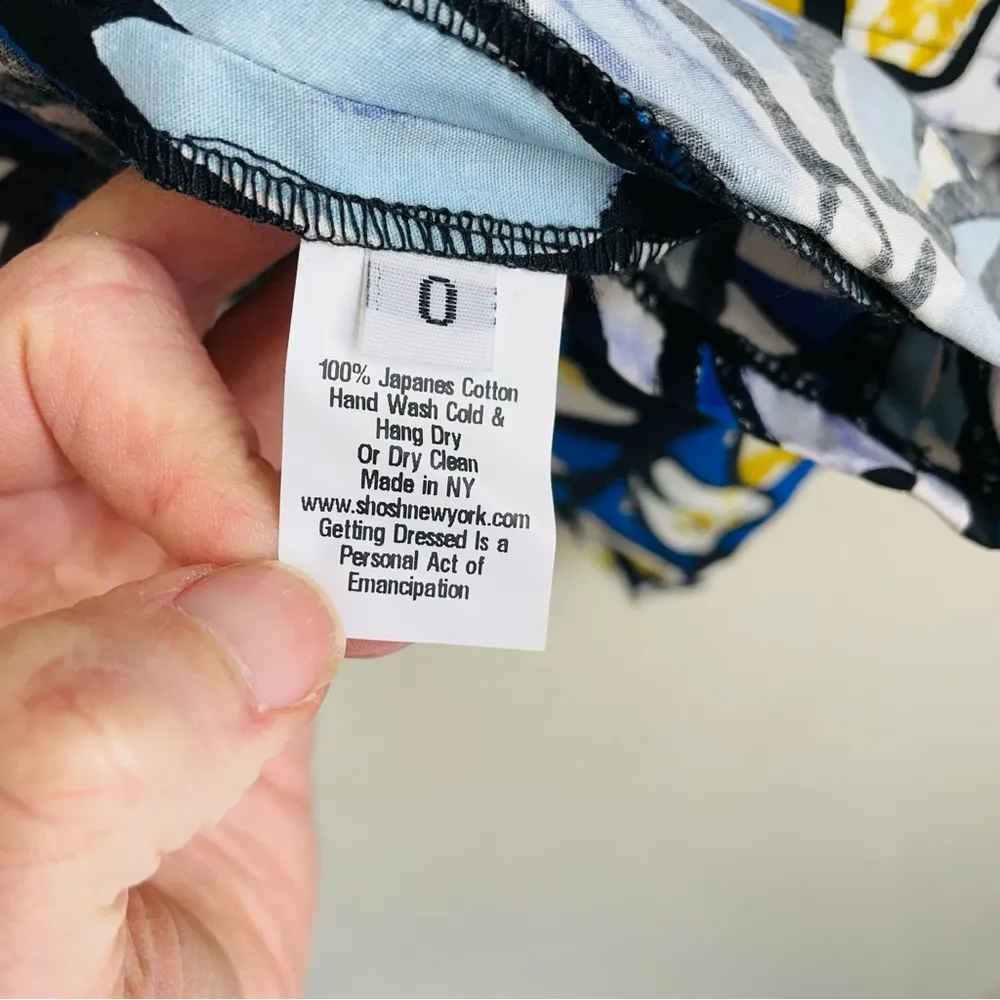 0
100% Japanes Cotton
Hand Wash Cold &
Hang Dry
Or Dry Clean
Made in NY
www.shoshnewyork.com
Getting Dressed Is a
Personal Act of
Emancipation